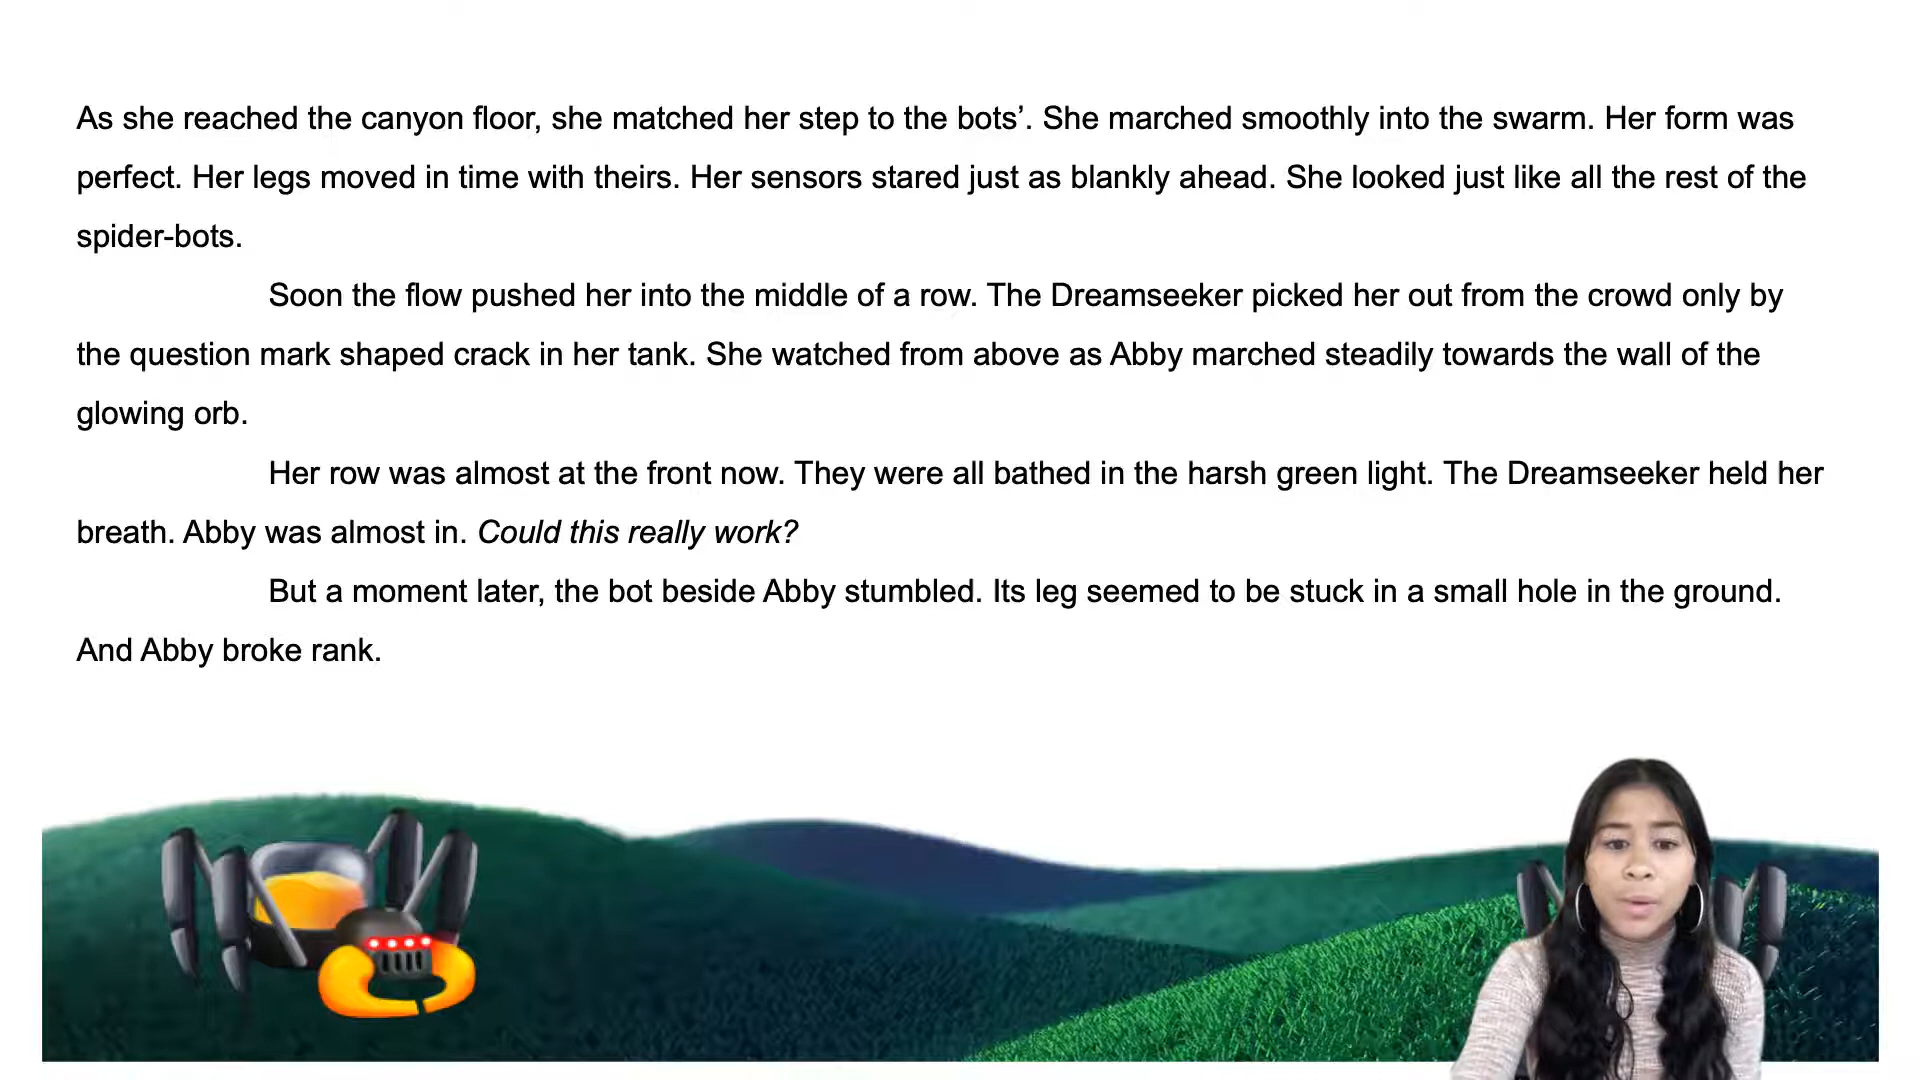 As she reached the canyon floor, she matched her step to the bots’. She marched smoothly into the swarm. Her form was
perfect. Her legs moved in time with theirs. Her sensors stared just as blankly ahead. She looked just like all the rest of the
spider-bots.
Soon the flow pushed her into the middle of a row. The Dreamseeker picked her out from the crowd only by
the question mark shaped crack in her tank. She watched from above as Abby marched steadily towards the wall of the
glowing orb.
Her row was almost at the front now. They were all bathed in the harsh green light. The Dreamseeker held her
breath. Abby was almost in. Could this really work?
But a moment later, the bot beside Abby stumbled. Its leg seemed to be stuck in a small hole in the ground.
And Abby broke rank.